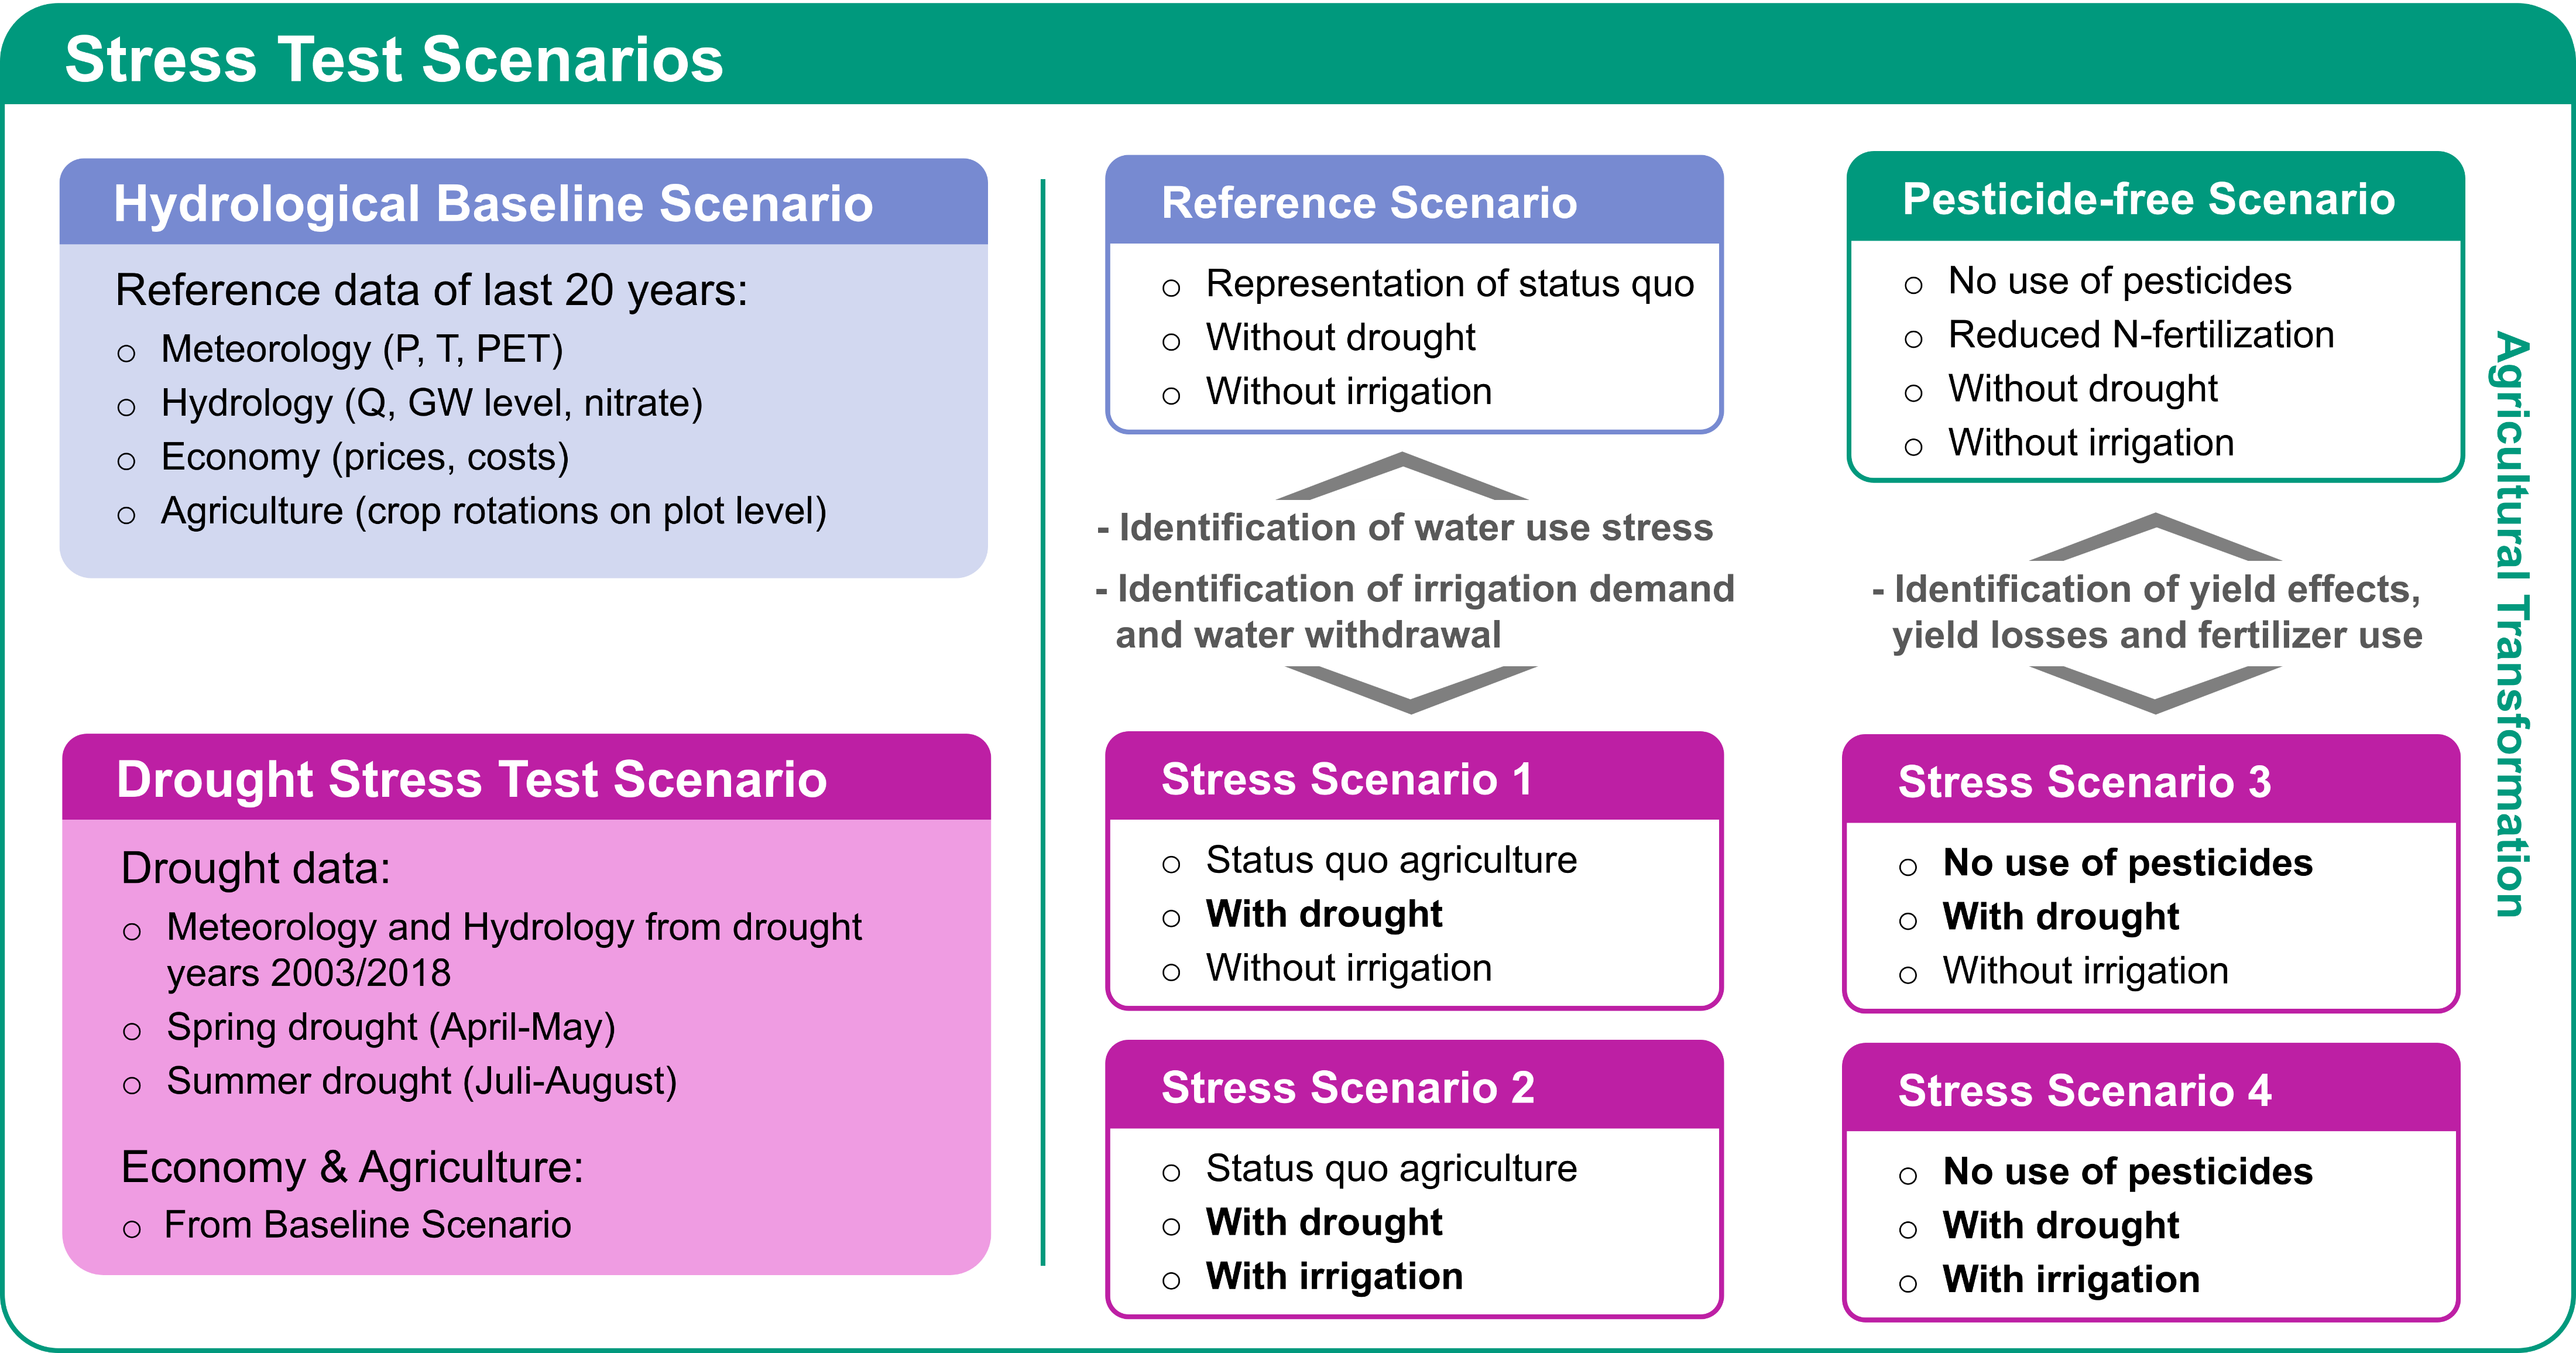 Stress Test Scenarios
Hydrological Baseline Scenario
Reference data of last 20 years:
o Meteorology (P, T, PET)
o Hydrology (Q, GW level, nitrate)
o Economy (prices, costs)
o Agriculture (crop rotations on plot level)
Drought Stress Test Scenario
Drought data:
o Meteorology and Hydrology from drought
years 2003/2018
o Spring drought (April-May)
o Summer drought (Juli-August)
Economy & Agriculture:
o From Baseline Scenario
Reference Scenario
o Representation of status quo
o Without drought
o Without irrigation
- Identification of water use stress
- Identification of irrigation demand
and water withdrawal
Stress Scenario 1
o Status quo agriculture
o With drought
o Without irrigation
Stress Scenario 2
o Status quo agriculture
o With drought
o With irrigation
Pesticide-free Scenario
o No use of pesticides
o Reduced N-fertilization
o Without drought
o Without irrigation
- Identification of yield effects,
yield losses and fertilizer use
Stress Scenario 3
o No use of pesticides
o With drought
o Without irrigation
Stress Scenario 4
o No use of pesticides
o With drought
o With irrigation
Agricultural Transformation